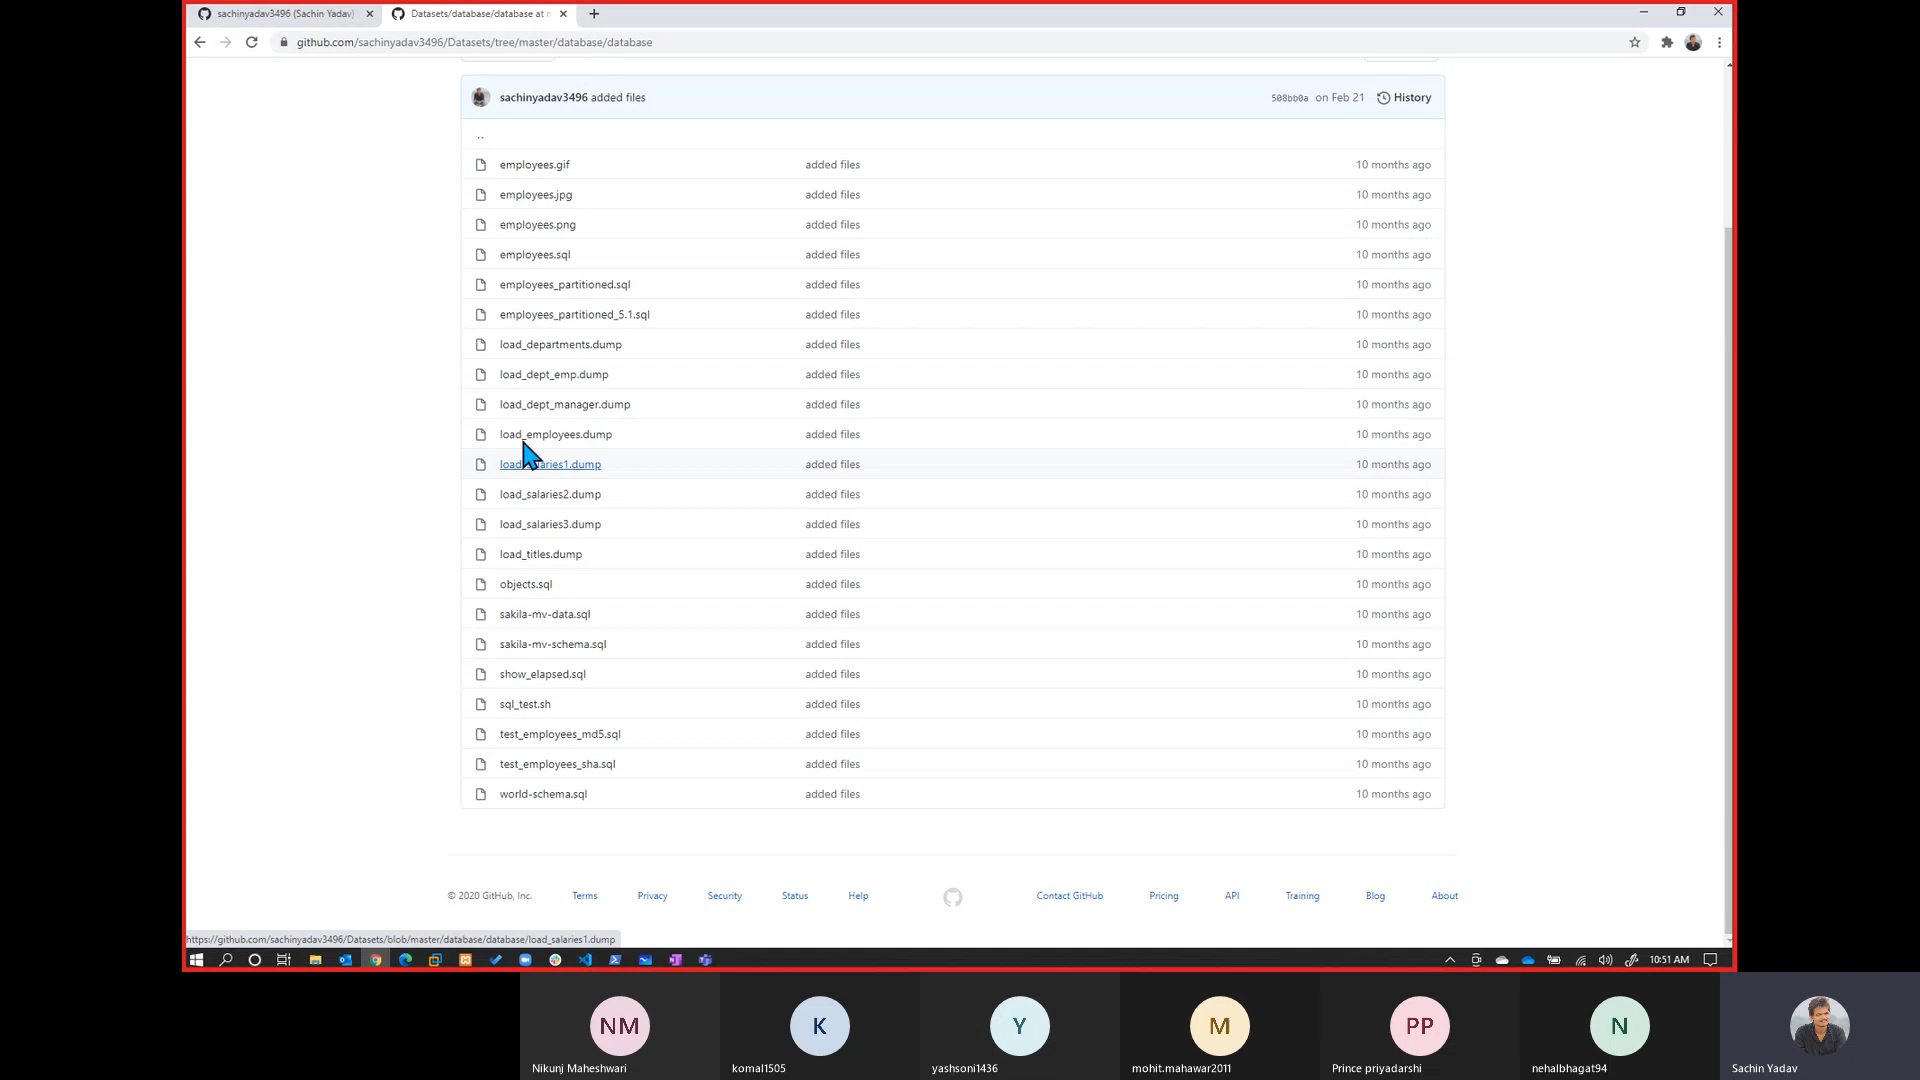 sachinyadav3496 (Sachin Yadav)
Datasets/database/database at m
github.com/sachinyadav3496/Datasets/tree/master/database/database
sachinyadav3496 added files 508bb0a on Feb 21 History
..
employees.gif added files 10 months ago
employees.jpg added files 10 months ago
employees.png added files 10 months ago
employees.sql added files 10 months ago
employees_partitioned.sql added files 10 months ago
employees_partitioned_5.1.sql added files 10 months ago
load_departments.dump added files 10 months ago
load_dept_emp.dump added files 10 months ago
load_dept_manager.dump added files 10 months ago
load_employees.dump added files 10 months ago
load_salaries1.dump added files 10 months ago
load_salaries2.dump added files 10 months ago
load_salaries3.dump added files 10 months ago
load_titles.dump added files 10 months ago
objects.sql added files 10 months ago
sakila-mv-data.sql added files 10 months ago
sakila-mv-schema.sql added files 10 months ago
show_elapsed.sql added files 10 months ago
sql_test.sh added files 10 months ago
test_employees_md5.sql added files 10 months ago
test_employees_sha.sql added files 10 months ago
world-schema.sql added files 10 months ago
© 2020 GitHub, Inc. Terms Privacy Security Status Help Contact GitHub Pricing API Training Blog About
https://github.com/sachinyadav3496/Datasets/blob/master/database/database/load_salaries1.dump
10:51 AM
NM K Y M PP N
Nikunj Maheshwari komal1505 yashsoni1436 mohit.mahawar2011 Prince priyadarshi nehalbhagat94 Sachin Yadav